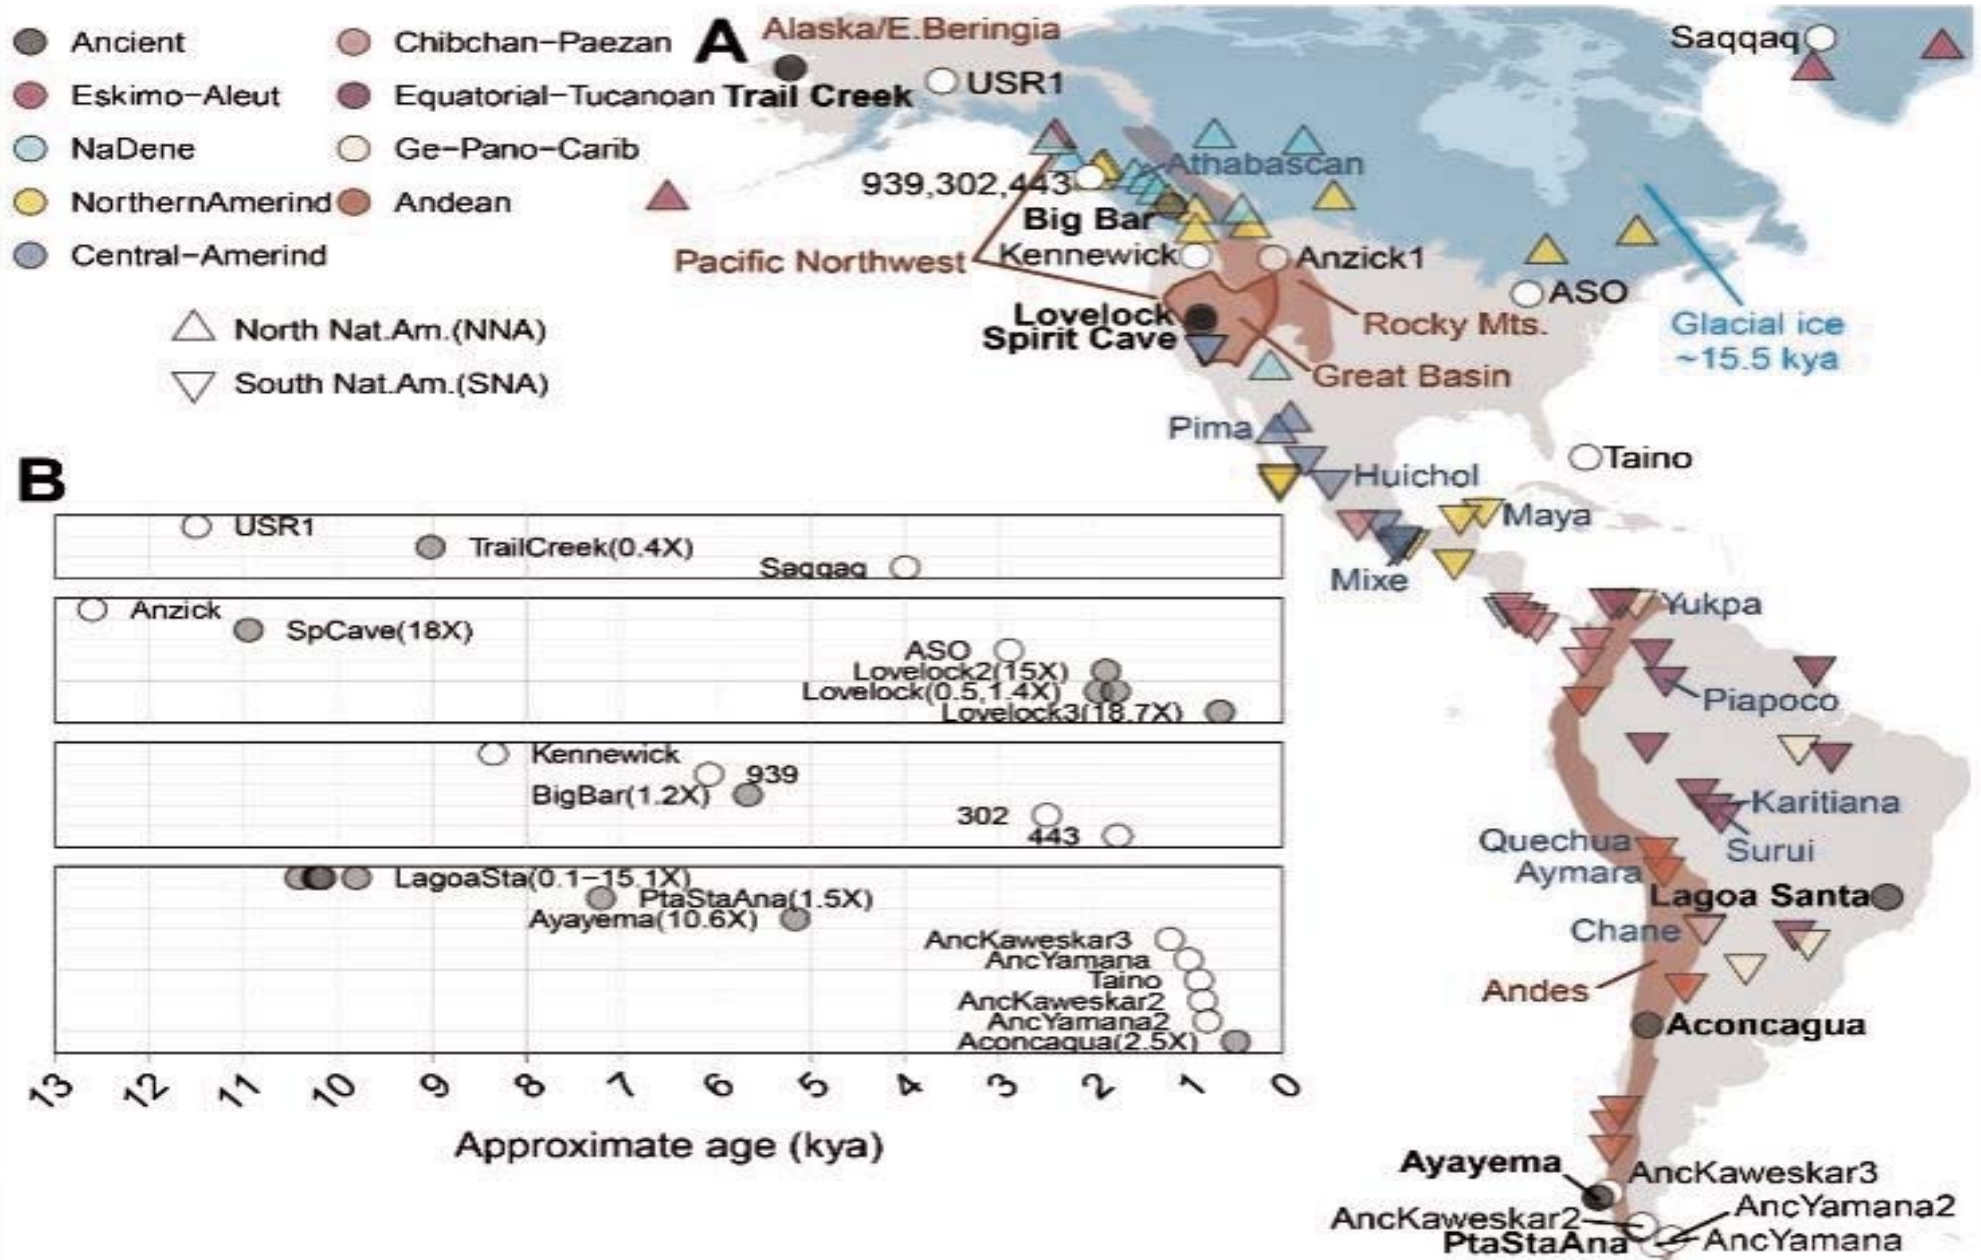 A
Ancient
Eskimo-Aleut
NaDene
NorthernAmerind
Central-Amerind
Chibchan-Paezan
Equatorial-Tucanoan
Ge-Pano-Carib
Andean
North Nat.Am.(NNA)
South Nat.Am.(SNA)
Alaska/E.Beringia
Trail Creek
USR1
Saqqaq
Athabascan
939,302,443
Big Bar
Pacific Northwest
Kennewick
Anzick1
ASO
Lovelock
Spirit Cave
Rocky Mts.
Great Basin
Glacial ice
~15.5 kya
Pima
Huichol
Taino
Maya
Mixe
Yukpa
Piapoco
Karitiana
Surui
Quechua
Aymara
Lagoa Santa
Chane
Andes
Aconcagua
Ayayema
AncKaweskar3
AncYamana2
AncKaweskar2
AncYamana
PtaStaAna
B
USR1
TrailCreek(0.4X)
Saqqaq
Anzick
SpCave(18X)
ASO
Lovelock2(15X)
Lovelock(0.5,1.4X)
Lovelock3(18.7X)
Kennewick
939
BigBar(1.2X)
302
443
LagoaSta(0.1-15.1X)
PtaStaAna(1.5X)
Ayayema(10.6X)
AncKaweskar3
AncYamana
Taino
AncKaweskar2
AncYamana2
Aconcagua(2.5X)
13 12 11 10 9 8 7 6 5 4 3 2 1 0
Approximate age (kya)